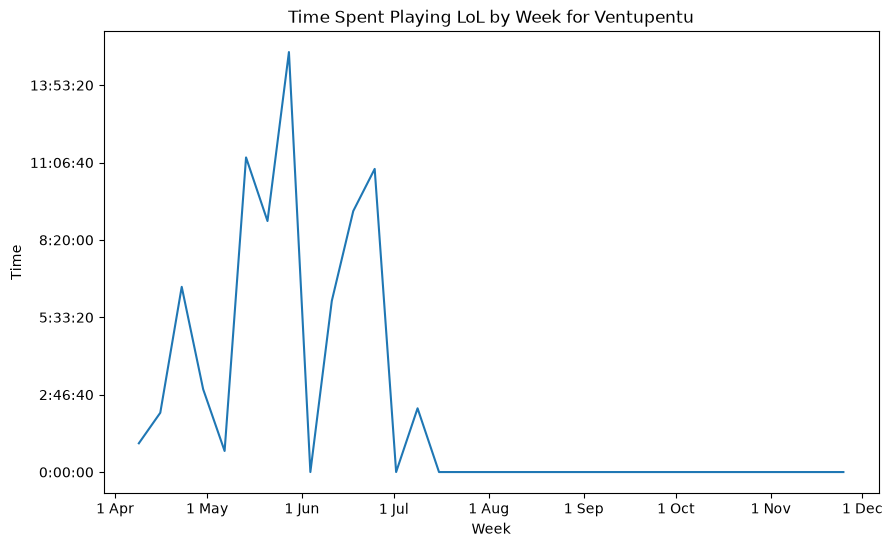 Time Spent Playing LoL by Week for Ventupentu
13:53:20
11:06:40
8:20:00
5:33:20
2:46:40
0:00:00
Time
1 Apr
1 May
1 Jun
1 Jul
1 Aug
1 Sep
1 Oct
1 Nov
1 Dec
Week